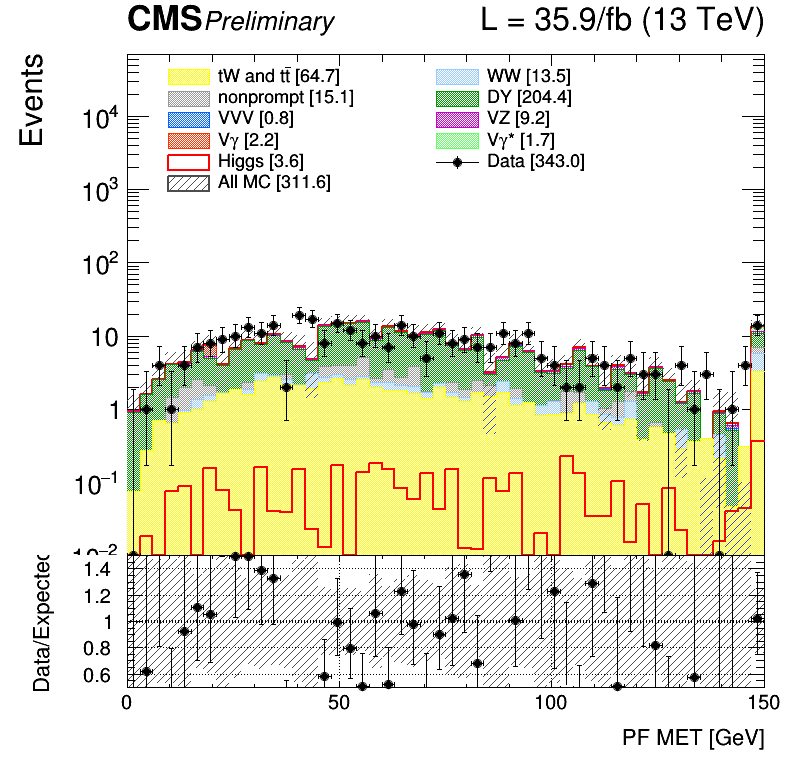 CMS Preliminary L = 35.9/fb (13 TeV)
Events
tW and tt̄ [64.7] WW [13.5]
nonprompt [15.1] DY [204.4]
VVV [0.8] VZ [9.2]
Vγ [2.2] Vγ* [1.7]
Higgs [3.6] Data [343.0]
All MC [311.6]
10⁴
10³
10²
10
1
10⁻¹
10⁻²
Data/Expected
1.4
1.2
1
0.8
0.6
0 50 100 150
PF MET [GeV]